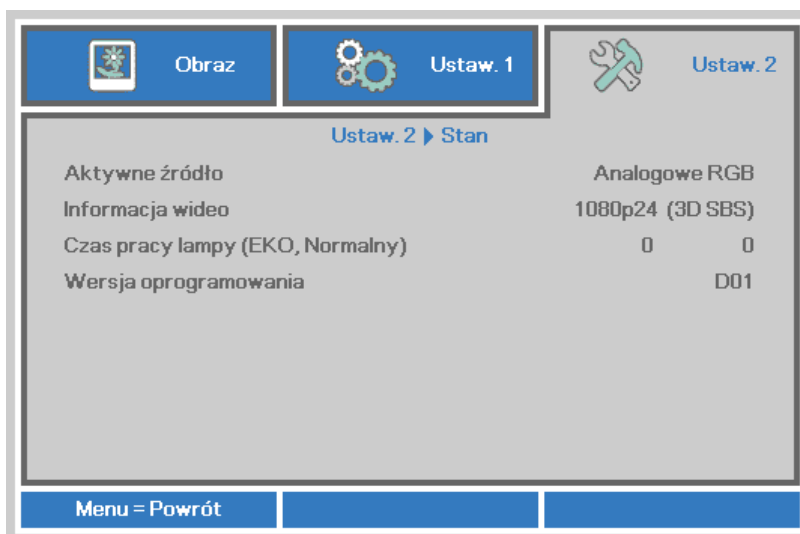 Obraz
Ustaw. 1
Ustaw. 2
Ustaw. 2 Stan
Aktywne źródło Analogowe RGB
Informacja wideo 1080p24 (3D SBS)
Czas pracy lampy (EKO, Normalny) 0 0
Wersja oprogramowania D01
Menu = Powrót